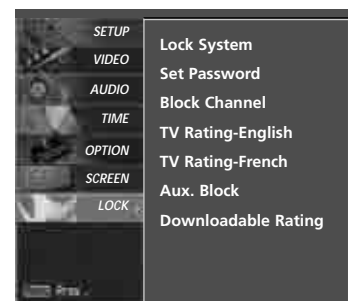 SETUP
VIDEO
AUDIO
TIME
OPTION
SCREEN
LOCK
Lock System
Set Password
Block Channel
TV Rating-English
TV Rating-French
Aux. Block
Downloadable Rating